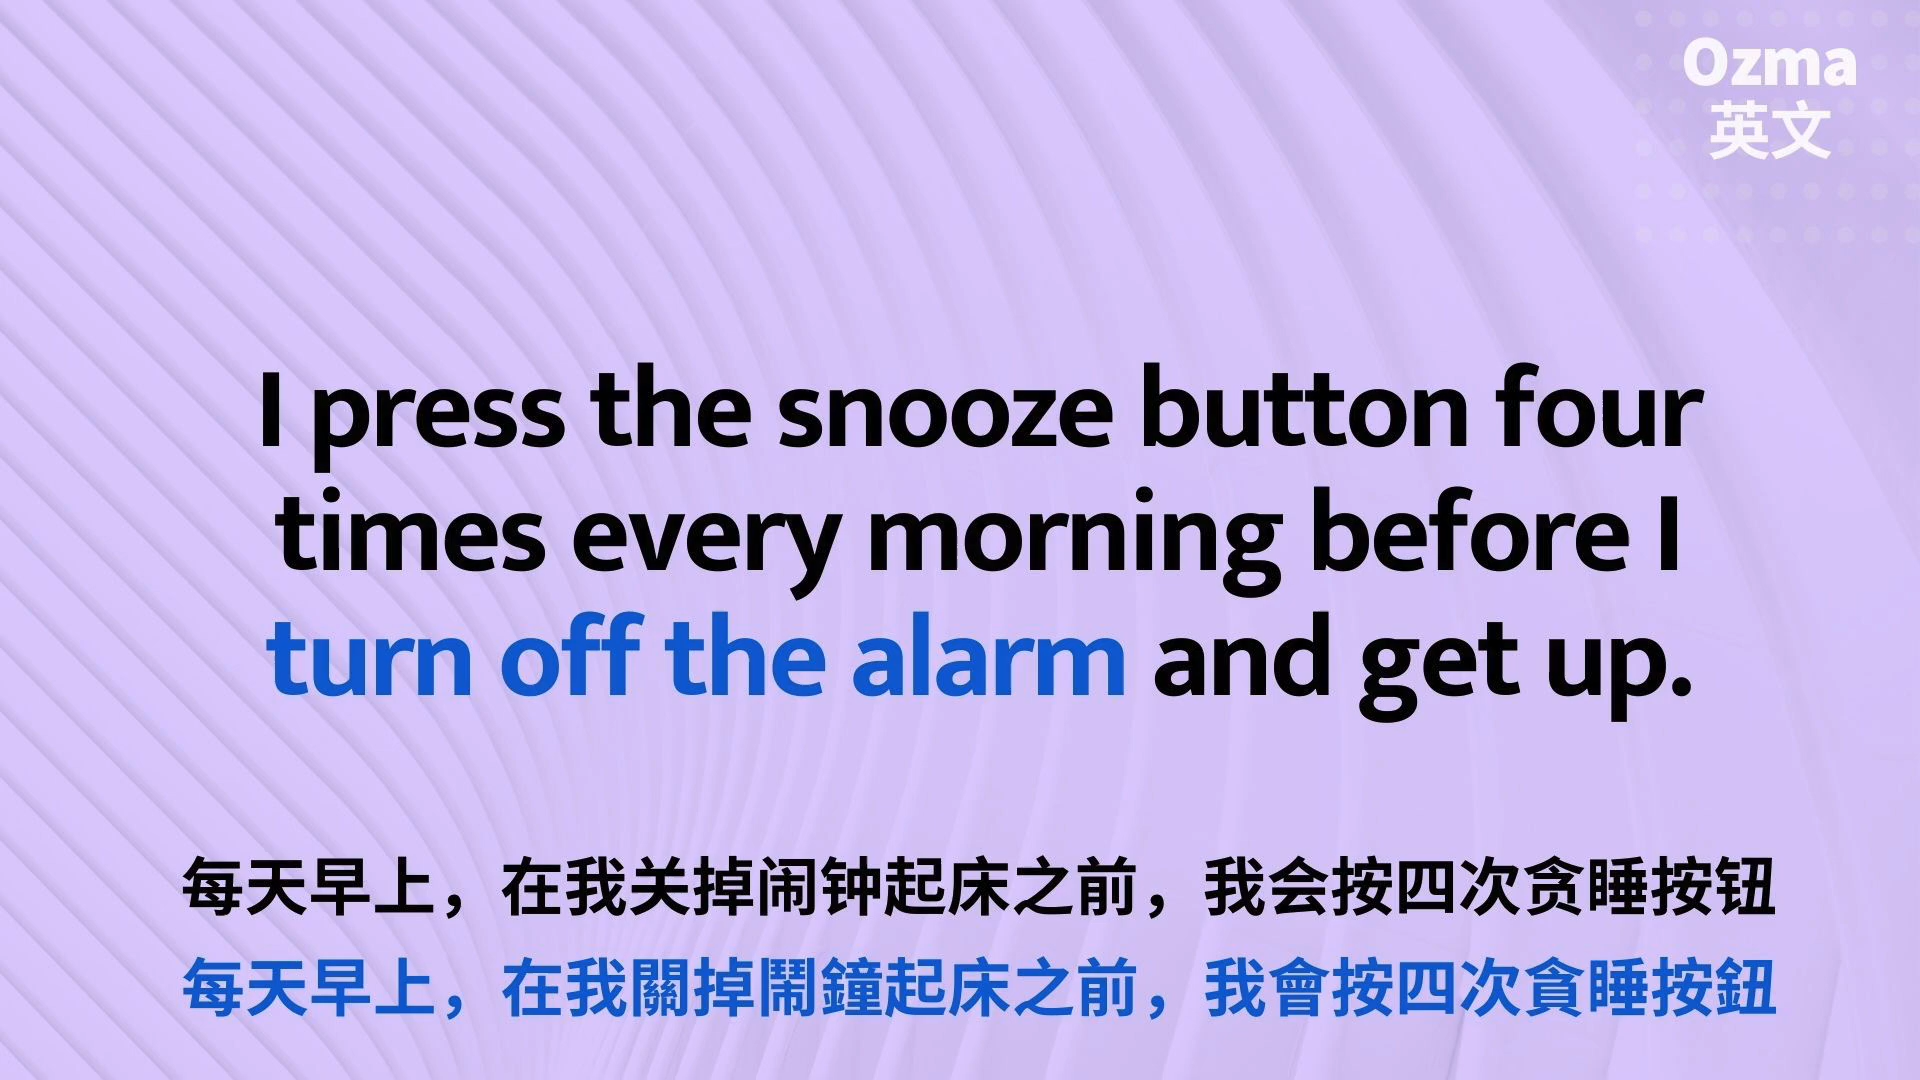 Ozma
英文
I press the snooze button four
times every morning before I
turn off the alarm and get up.
每天早上，在我关掉闹钟起床之前，我会按四次贪睡按钮
每天早上，在我關掉鬧鐘起床之前，我會按四次貪睡按鈕